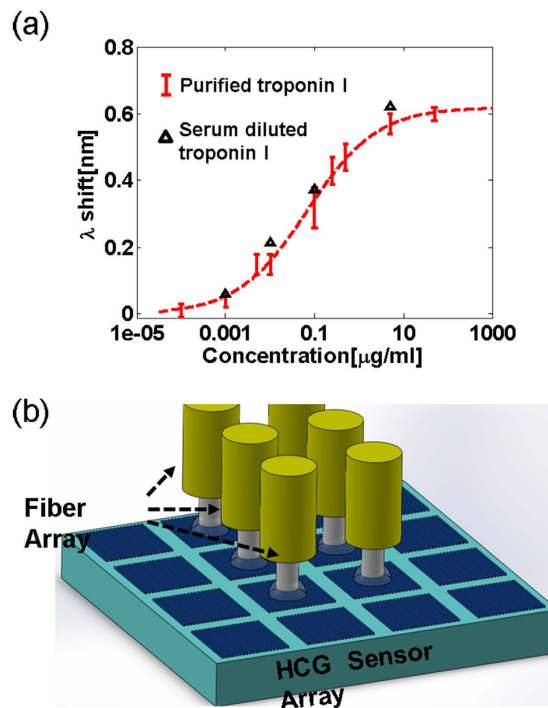 (a)
Purified troponin I
Serum diluted
troponin I
λ shift[nm]
0.8
0.6
0.4
0.2
0
1e-05
0.001
0.1
10
1000
Concentration[μg/ml]
(b)
Fiber
Array
HCG Sensor
Array